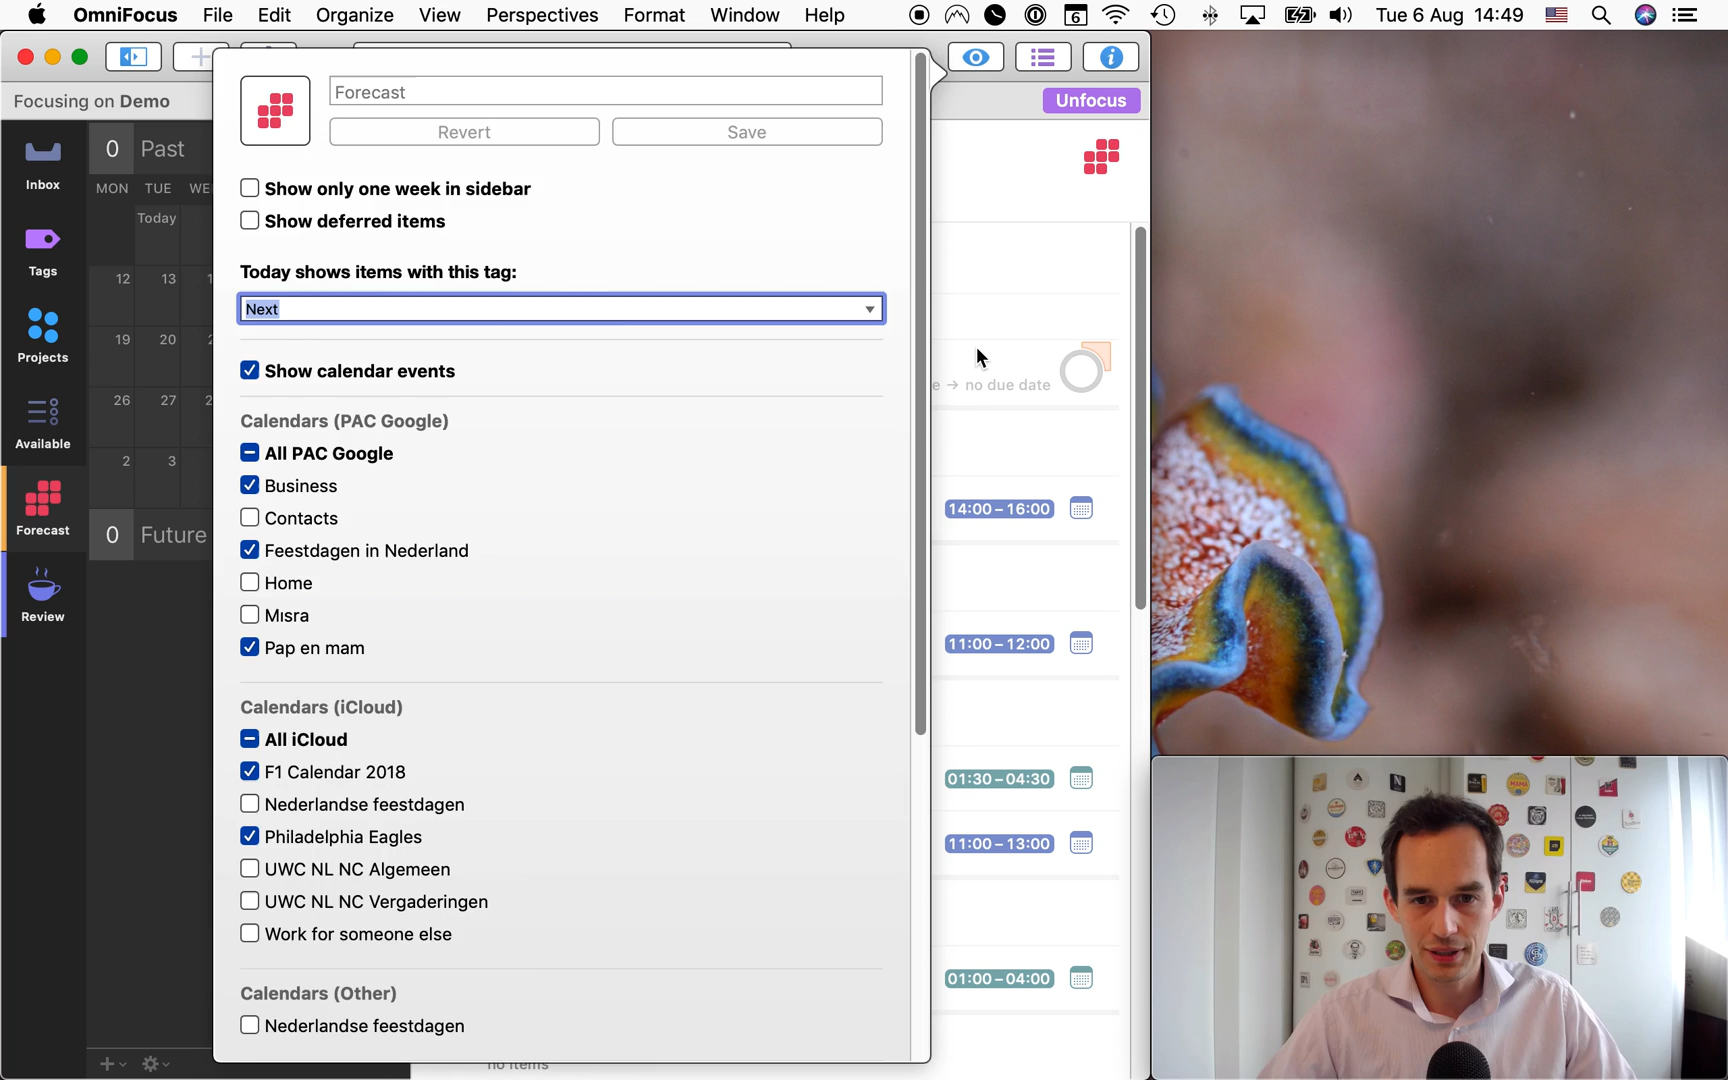 OmniFocus File Edit Organize View Perspectives Format Window Help 6 Tue 6 Aug 14:49
Focusing on Demo
Unfocus
Forecast
Revert Save
Inbox
Tags
Projects
Available
Forecast
Review
0 Past
MON TUE WE
Today
12 13 1
19 20 2
26 27 2
2 3
0 Future
Show only one week in sidebar
Show deferred items
Today shows items with this tag:
Next
Show calendar events
Calendars (PAC Google)
All PAC Google
Business
Contacts
Feestdagen in Nederland
Home
Mısra
Pap en mam
Calendars (iCloud)
All iCloud
F1 Calendar 2018
Nederlandse feestdagen
Philadelphia Eagles
UWC NL NC Algemeen
UWC NL NC Vergaderingen
Work for someone else
Calendars (Other)
Nederlandse feestdagen
e → no due date
14:00 – 16:00
11:00 – 12:00
01:30 – 04:30
11:00 – 13:00
01:00 – 04:00
no items